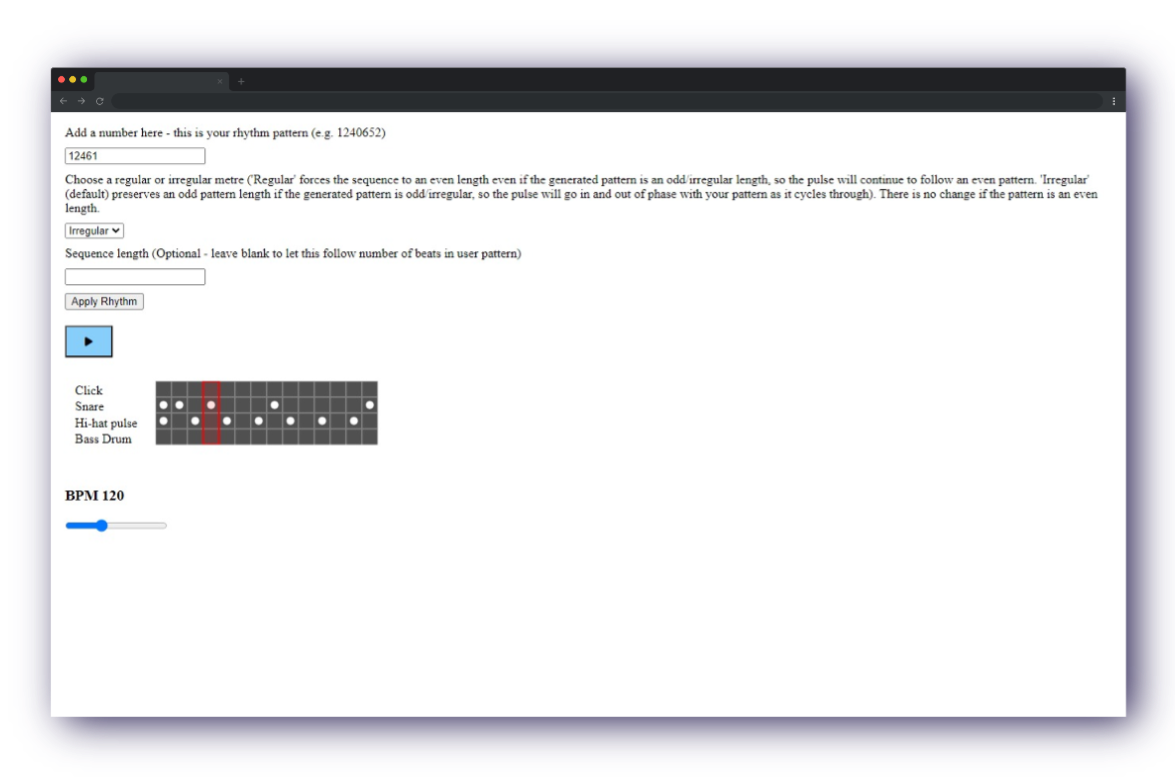 Add a number here - this is your rhythm pattern (e.g. 1240652)
12461
Choose a regular or irregular metre ('Regular' forces the sequence to an even length even if the generated pattern is an odd/irregular length, so the pulse will continue to follow an even pattern. 'Irregular'
(default) preserves an odd pattern length if the generated pattern is odd/irregular, so the pulse will go in and out of phase with your pattern as it cycles through). There is no change if the pattern is an even
length.
Irregular
Sequence length (Optional - leave blank to let this follow number of beats in user pattern)
Apply Rhythm
Click
Snare
Hi-hat pulse
Bass Drum
BPM 120